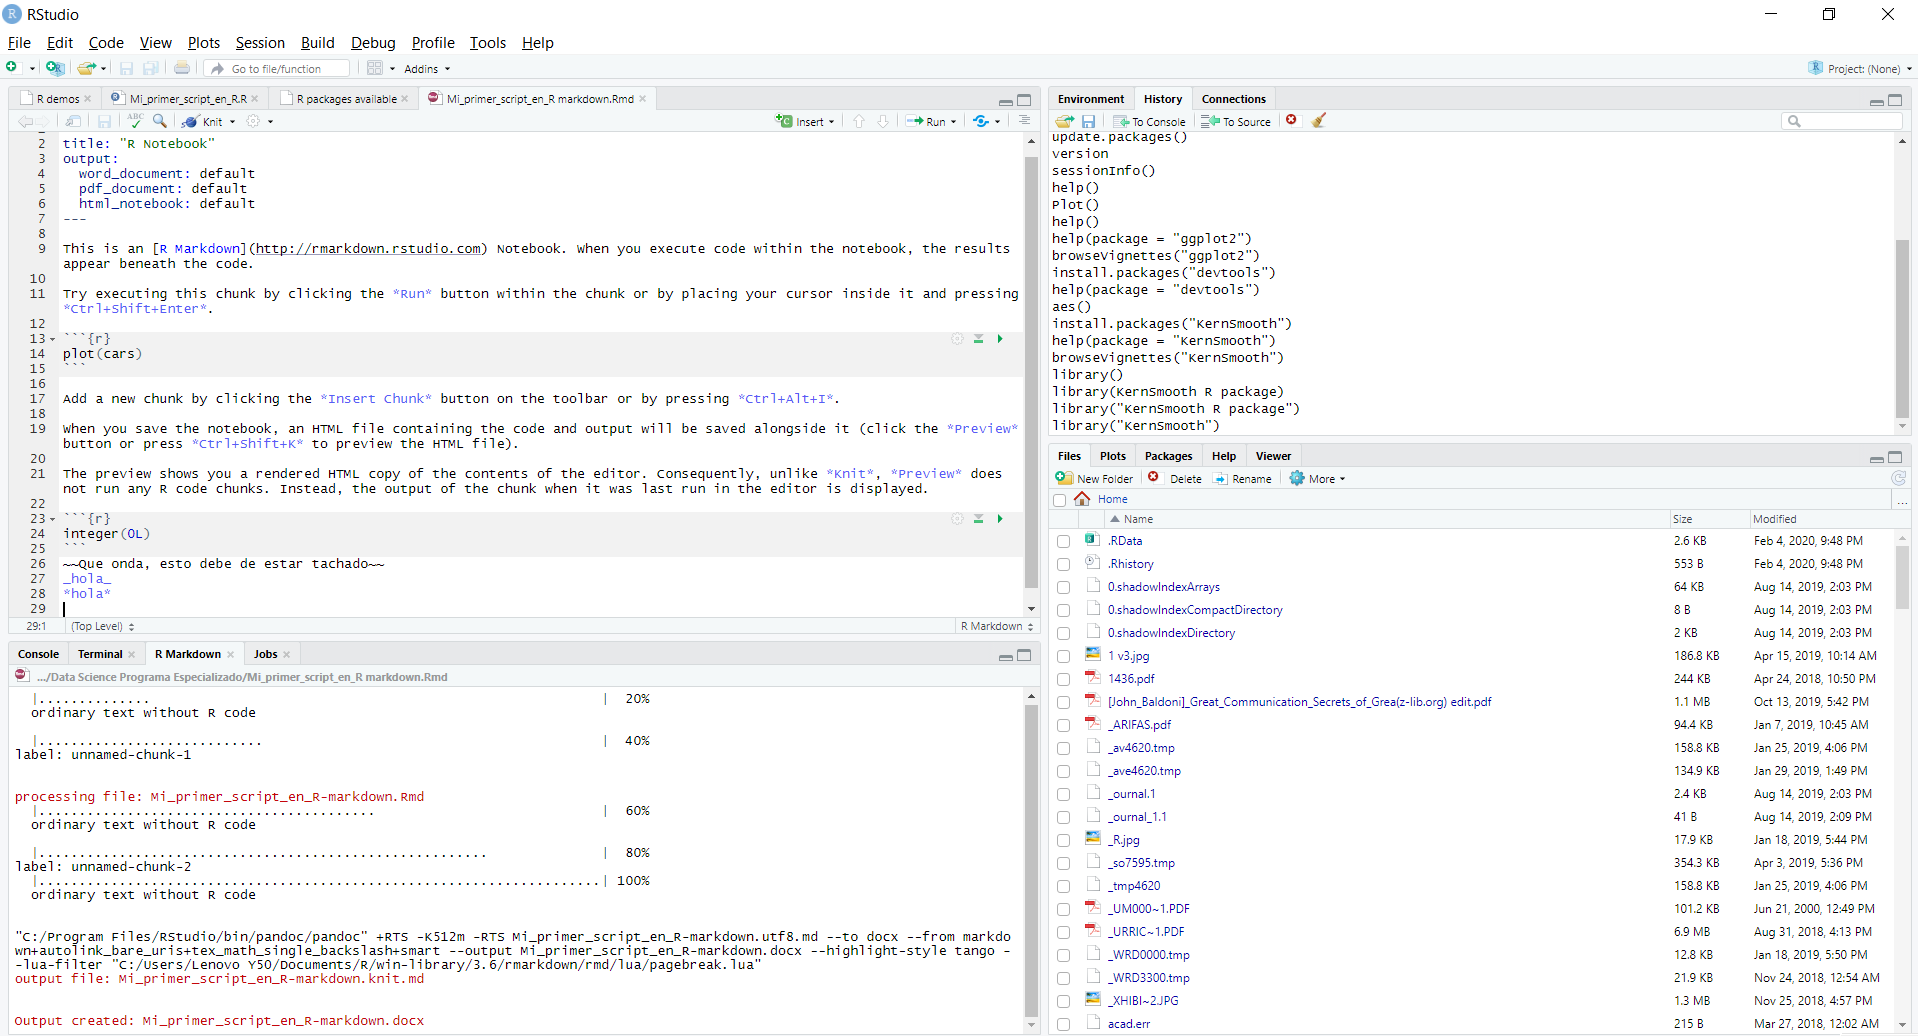 RStudio
File Edit Code View Plots Session Build Debug Profile Tools Help
Go to file/function Addins Project: (None)
R demos Mi_primer_script_en_R.R R packages available Mi_primer_script_en_R markdown.Rmd
ABC Knit Insert Run
2 title: "R Notebook"
3 output:
4 word_document: default
5 pdf_document: default
6 html_notebook: default
7 ---
8
9 This is an [R Markdown](http://rmarkdown.rstudio.com) Notebook. When you execute code within the notebook, the results
appear beneath the code.
10
11 Try executing this chunk by clicking the *Run* button within the chunk or by placing your cursor inside it and pressing
*Ctrl+Shift+Enter*.
12
13 ```{r}
14 plot(cars)
15 ```
16
17 Add a new chunk by clicking the *Insert Chunk* button on the toolbar or by pressing *Ctrl+Alt+I*.
18
19 When you save the notebook, an HTML file containing the code and output will be saved alongside it (click the *Preview*
button or press *Ctrl+Shift+K* to preview the HTML file).
20
21 The preview shows you a rendered HTML copy of the contents of the editor. Consequently, unlike *Knit*, *Preview* does
not run any R code chunks. Instead, the output of the chunk when it was last run in the editor is displayed.
22
23 ```{r}
24 integer(0L)
25 ```
26 ~~Que onda, esto debe de estar tachado~~
27 _hola_
28 *hola*
29
29:1 (Top Level) R Markdown
Console Terminal R Markdown Jobs
.../Data Science Programa Especializado/Mi_primer_script_en_R markdown.Rmd
|.............. | 20%
ordinary text without R code
|............................ | 40%
label: unnamed-chunk-1
processing file: Mi_primer_script_en_R-markdown.Rmd
|.......................................... | 60%
ordinary text without R code
|........................................................ | 80%
label: unnamed-chunk-2
|......................................................................| 100%
ordinary text without R code
"C:/Program Files/RStudio/bin/pandoc/pandoc" +RTS -K512m -RTS Mi_primer_script_en_R-markdown.utf8.md --to docx --from markdo
wn+autolink_bare_uris+tex_math_single_backslash+smart --output Mi_primer_script_en_R-markdown.docx --highlight-style tango -
-lua-filter "C:/Users/Lenovo Y50/Documents/R/win-library/3.6/rmarkdown/rmd/lua/pagebreak.lua"
output file: Mi_primer_script_en_R-markdown.knit.md
Output created: Mi_primer_script_en_R-markdown.docx
Environment History Connections
To Console To Source
update.packages()
version
sessionInfo()
help()
Plot()
help()
help(package = "ggplot2")
browseVignettes("ggplot2")
install.packages("devtools")
help(package = "devtools")
aes()
install.packages("KernSmooth")
help(package = "KernSmooth")
browseVignettes("KernSmooth")
library()
library(KernSmooth R package)
library("KernSmooth R package")
library("KernSmooth")
Files Plots Packages Help Viewer
New Folder Delete Rename More
Home ...
Name Size Modified
.RData 2.6 KB Feb 4, 2020, 9:48 PM
.Rhistory 553 B Feb 4, 2020, 9:48 PM
0.shadowIndexArrays 64 KB Aug 14, 2019, 2:03 PM
0.shadowIndexCompactDirectory 8 B Aug 14, 2019, 2:03 PM
0.shadowIndexDirectory 2 KB Aug 14, 2019, 2:03 PM
1 v3.jpg 186.8 KB Apr 15, 2019, 10:14 AM
1436.pdf 244 KB Apr 24, 2018, 10:50 PM
[John_Baldoni]_Great_Communication_Secrets_of_Grea(z-lib.org) edit.pdf 1.1 MB Oct 13, 2019, 5:42 PM
_ARIFAS.pdf 94.4 KB Jan 7, 2019, 10:45 AM
_av4620.tmp 158.8 KB Jan 25, 2019, 4:06 PM
_ave4620.tmp 134.9 KB Jan 29, 2019, 1:49 PM
_ournal.1 2.4 KB Aug 14, 2019, 2:03 PM
_ournal_1.1 41 B Aug 14, 2019, 2:09 PM
_R.jpg 17.9 KB Jan 18, 2019, 5:44 PM
_so7595.tmp 354.3 KB Apr 3, 2019, 5:36 PM
_tmp4620 158.8 KB Jan 25, 2019, 4:06 PM
_UM000~1.PDF 101.2 KB Jun 21, 2000, 12:49 PM
_URRIC~1.PDF 6.9 MB Aug 31, 2018, 4:13 PM
_WRD0000.tmp 12.8 KB Jan 18, 2019, 5:50 PM
_WRD3300.tmp 21.9 KB Nov 24, 2018, 12:54 AM
_XHIBI~2.JPG 1.3 MB Nov 25, 2018, 4:57 PM
acad.err 215 B Mar 27, 2018, 12:02 AM